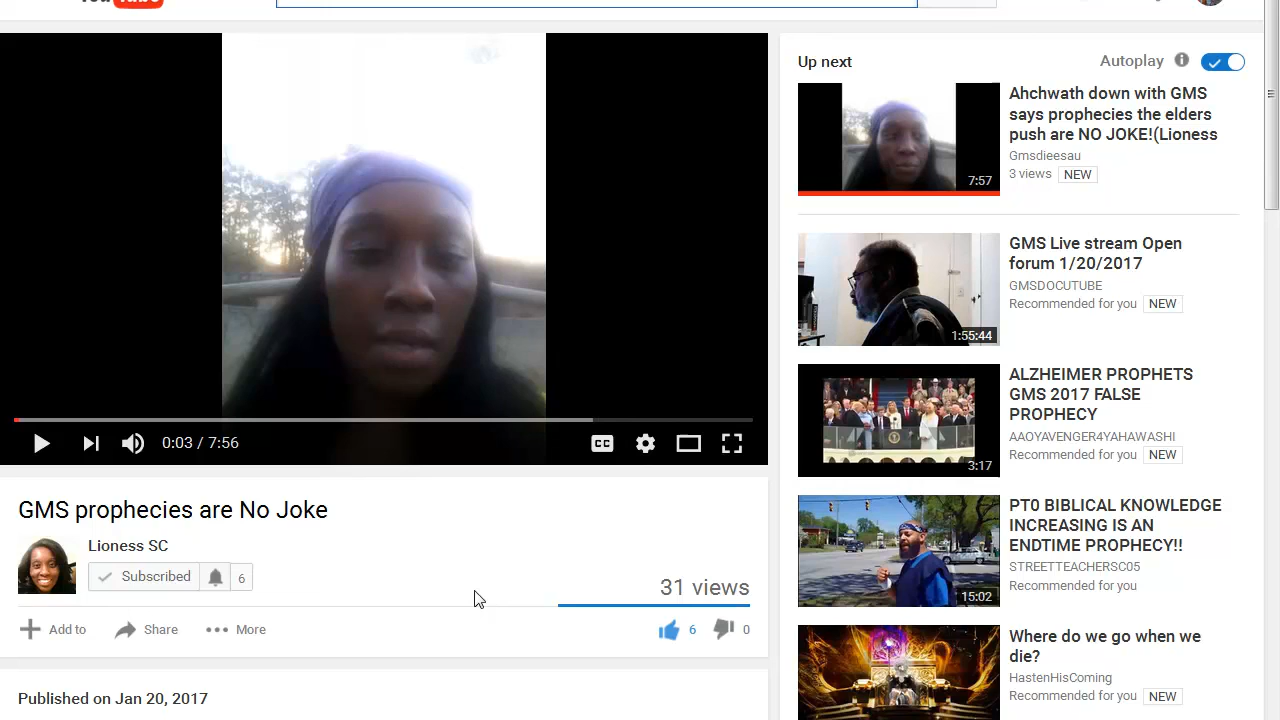 Up next
Autoplay
Ahchwath down with GMS
says prophecies the elders
push are NO JOKE!(Lioness
Gmsdieesau
3 views NEW
7:57
GMS Live stream Open
forum 1/20/2017
GMSDOCUTUBE
Recommended for you NEW
1:55:44
ALZHEIMER PROPHETS
GMS 2017 FALSE
PROPHECY
AAOYAVENGER4YAHAWASHI
Recommended for you NEW
3:17
PT0 BIBLICAL KNOWLEDGE
INCREASING IS AN
ENDTIME PROPHECY!!
STREETTEACHERSC05
Recommended for you
15:02
Where do we go when we
die?
HastenHisComing
Recommended for you NEW
0:03 / 7:56
CC
GMS prophecies are No Joke
Lioness SC
Subscribed 6
31 views
Add to Share More 6 0
Published on Jan 20, 2017